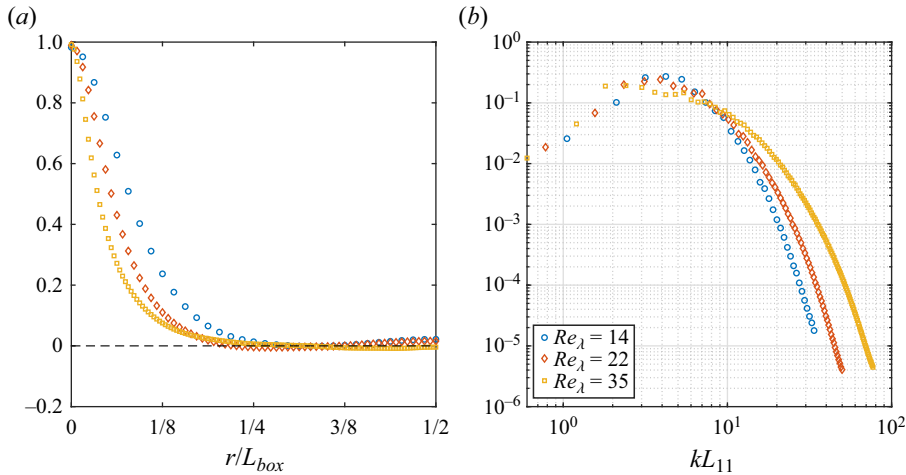 (a)
1.0
0.8
0.6
0.4
0.2
0
−0.2
0 1/8 1/4 3/8 1/2
r/L_box
(b)
10^0
10^−1
10^−2
10^−3
10^−4
10^−5
10^−6
Re_λ = 14
Re_λ = 22
Re_λ = 35
10^0 10^1 10^2
kL_11